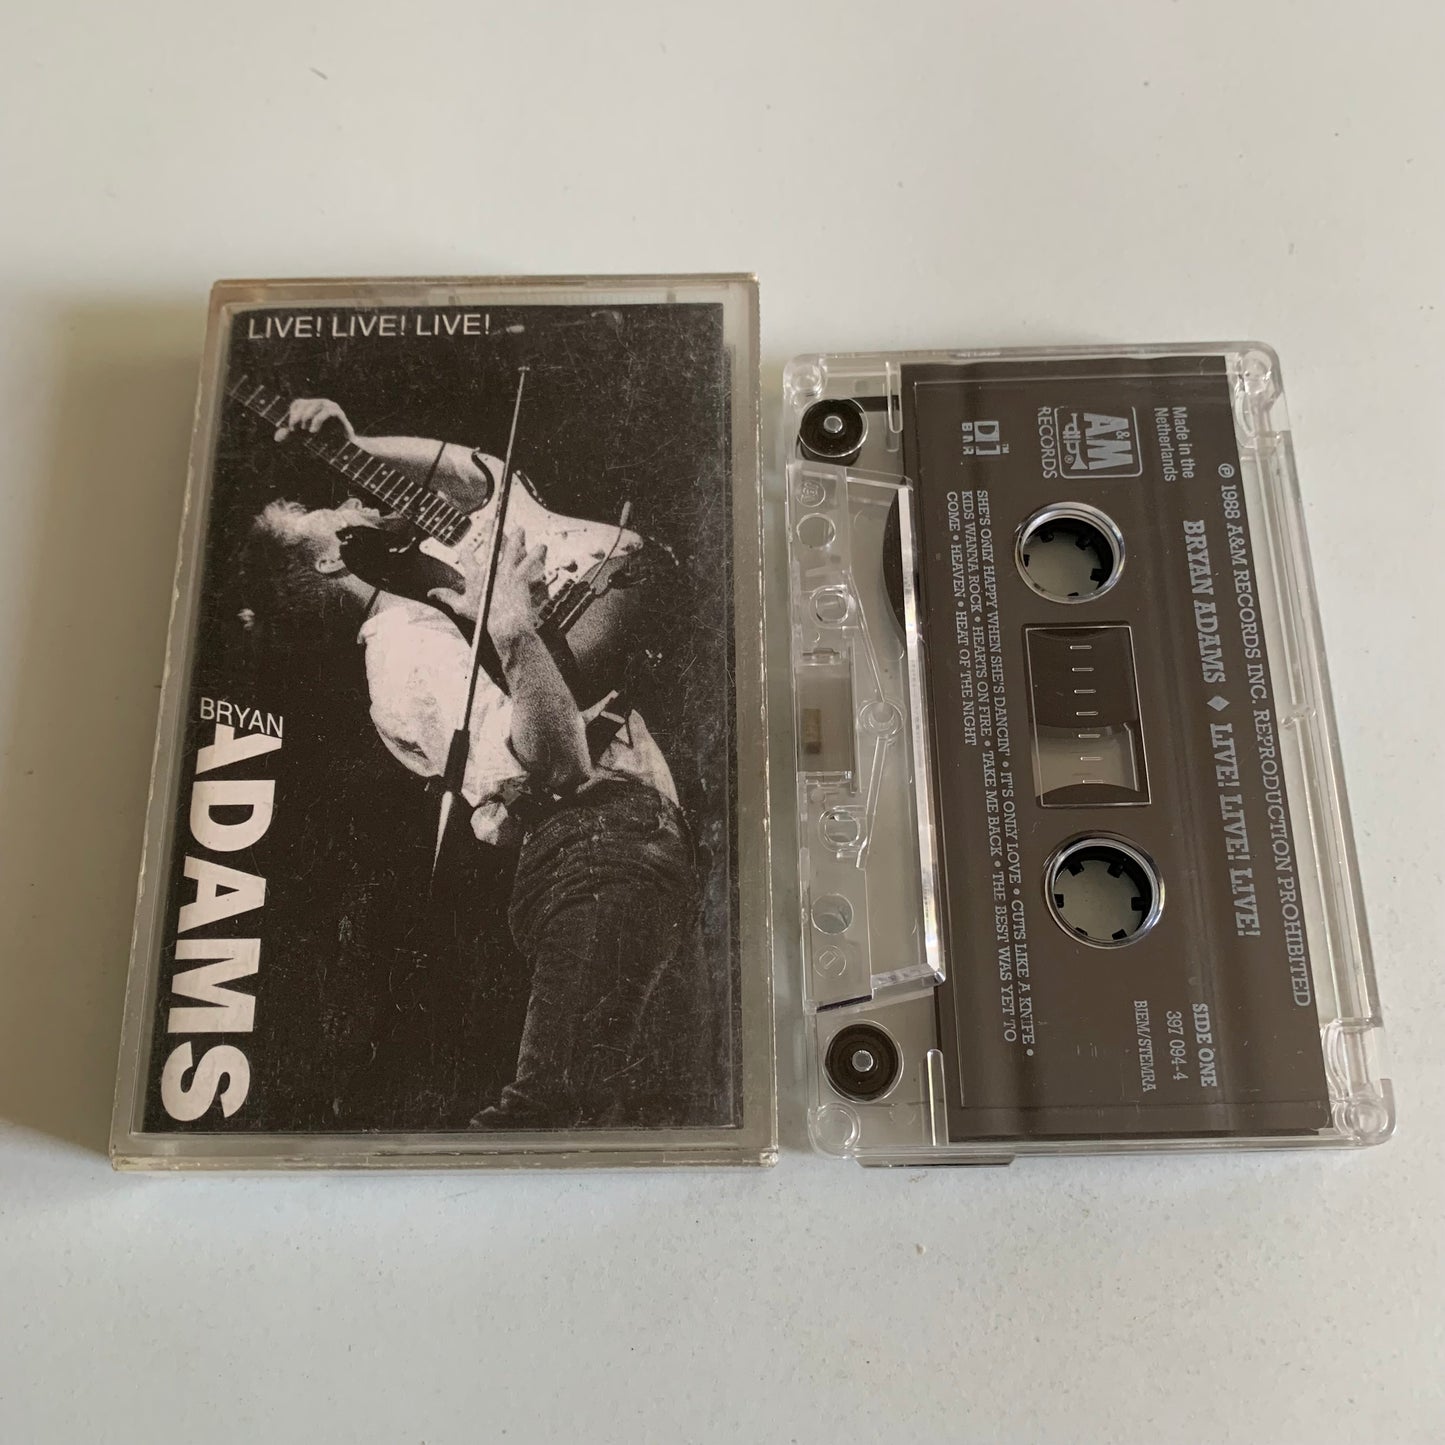 LIVE! LIVE! LIVE!
BRYAN
ADAMS
℗ 1988 A&M RECORDS INC. REPRODUCTION PROHIBITED
BRYAN ADAMS ♦ LIVE! LIVE! LIVE!
Made in the
Netherlands
A&M
RECORDS
SIDE ONE
397 094-4
BIEM/STEMRA
SHE'S ONLY HAPPY WHEN SHE'S DANCIN' • IT'S ONLY LOVE • CUTS LIKE A KNIFE •
KIDS WANNA ROCK • HEARTS ON FIRE • TAKE ME BACK • THE BEST WAS YET TO
COME • HEAVEN • HEAT OF THE NIGHT